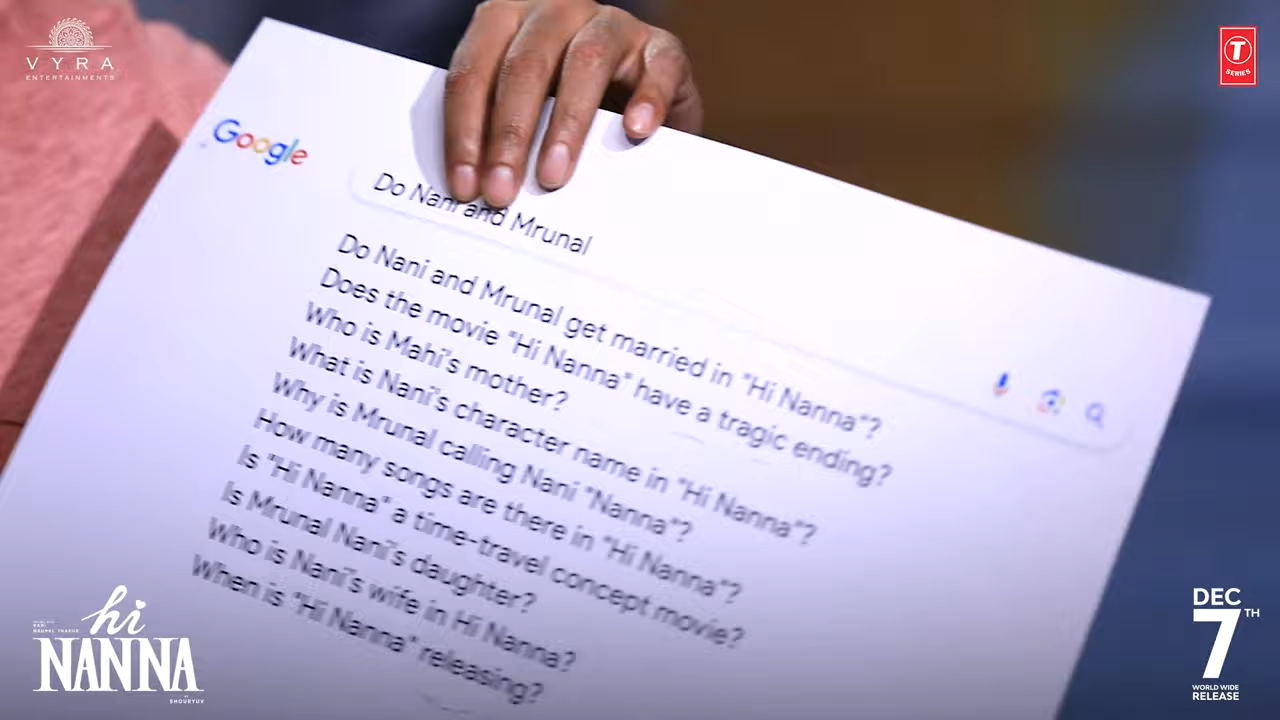 VYRA
ENTERTAINMENTS
T
SERIES
Google
Do Nani and Mrunal
Do Nani and Mrunal get married in "Hi Nanna"?
Does the movie "Hi Nanna" have a tragic ending?
Who is Mahi's mother?
What is Nani's character name in "Hi Nanna"?
Why is Mrunal calling Nani "Nanna"?
How many songs are there in "Hi Nanna"?
Is "Hi Nanna" a time-travel concept movie?
Is Mrunal Nani's daughter?
Who is Nani's wife in Hi Nanna?
When is "Hi Nanna" releasing?
hi
NANNA
BY
SHOURYUV
DEC
7TH
WORLD WIDE
RELEASE